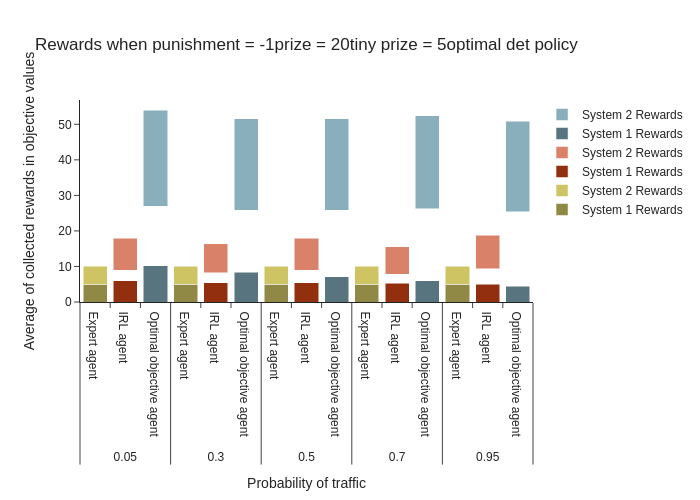 Rewards when punishment = -1prize = 20tiny prize = 5optimal det policy
Average of collected rewards in objective values
50
40
30
20
10
0
System 2 Rewards
System 1 Rewards
System 2 Rewards
System 1 Rewards
System 2 Rewards
System 1 Rewards
Expert agent
IRL agent
Optimal objective agent
Expert agent
IRL agent
Optimal objective agent
Expert agent
IRL agent
Optimal objective agent
Expert agent
IRL agent
Optimal objective agent
Expert agent
IRL agent
Optimal objective agent
0.05
0.3
0.5
0.7
0.95
Probability of traffic